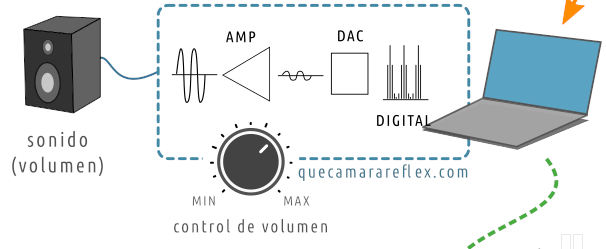 AMP
DAC
DIGITAL
sonido
(volumen)
quecamarareflex.com
MIN
MAX
control de volumen